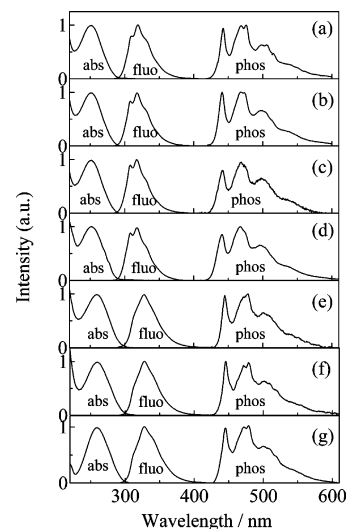 1 (a)
abs fluo phos
0
1 (b)
abs fluo phos
0
1 (c)
abs fluo phos
0
1 (d)
abs fluo phos
0
1 (e)
abs fluo phos
0
1 (f)
abs fluo phos
0
1 (g)
abs fluo phos
0
300 400 500 600
Wavelength / nm
Intensity (a.u.)